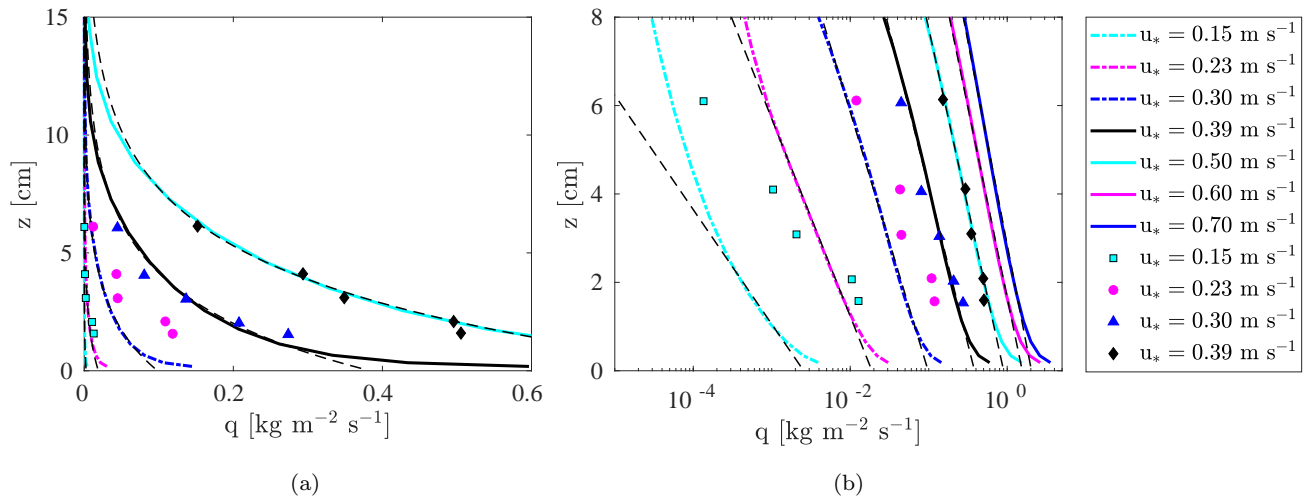 15
10
5
0
z [cm]
0
0.2
0.4
0.6
q [kg m⁻² s⁻¹]
(a)
8
6
4
2
0
z [cm]
10⁻⁴
10⁻²
10⁰
q [kg m⁻² s⁻¹]
(b)
u* = 0.15 m s⁻¹
u* = 0.23 m s⁻¹
u* = 0.30 m s⁻¹
u* = 0.39 m s⁻¹
u* = 0.50 m s⁻¹
u* = 0.60 m s⁻¹
u* = 0.70 m s⁻¹
u* = 0.15 m s⁻¹
u* = 0.23 m s⁻¹
u* = 0.30 m s⁻¹
u* = 0.39 m s⁻¹